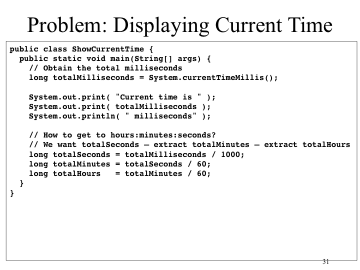 Problem: Displaying Current Time
public class ShowCurrentTime {
  public static void main(String[] args) {
    // Obtain the total milliseconds
    long totalMilliseconds = System.currentTimeMillis();

    System.out.print( "Current time is " );
    System.out.print( totalMilliseconds );
    System.out.println( " milliseconds" );

    // How to get to hours:minutes:seconds?
    // We want totalSeconds – extract totalMinutes – extract totalHours
    long totalSeconds = totalMilliseconds / 1000;
    long totalMinutes = totalSeconds / 60;
    long totalHours   = totalMinutes / 60;
  }
}
31